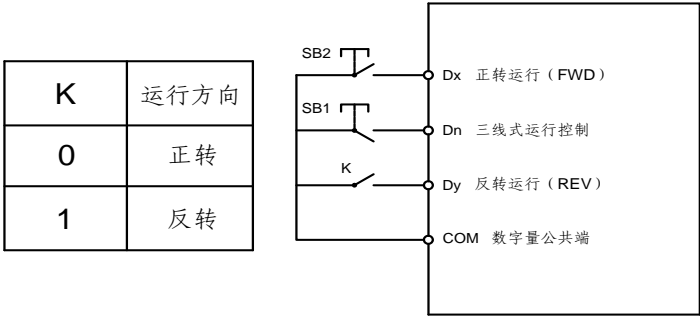 K 运行方向
0 正转
1 反转
SB2
Dx 正转运行（FWD）
SB1
Dn 三线式运行控制
K
Dy 反转运行（REV）
COM 数字量公共端